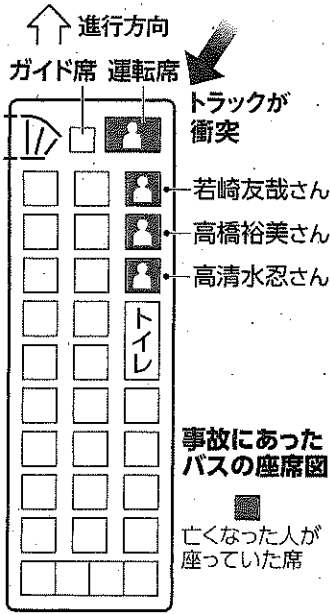 進行方向
ガイド席 運転席
トラックが
衝突
若崎友哉さん
高橋裕美さん
高清水忍さん
トイレ
事故にあった
バスの座席図
亡くなった人が
座っていた席